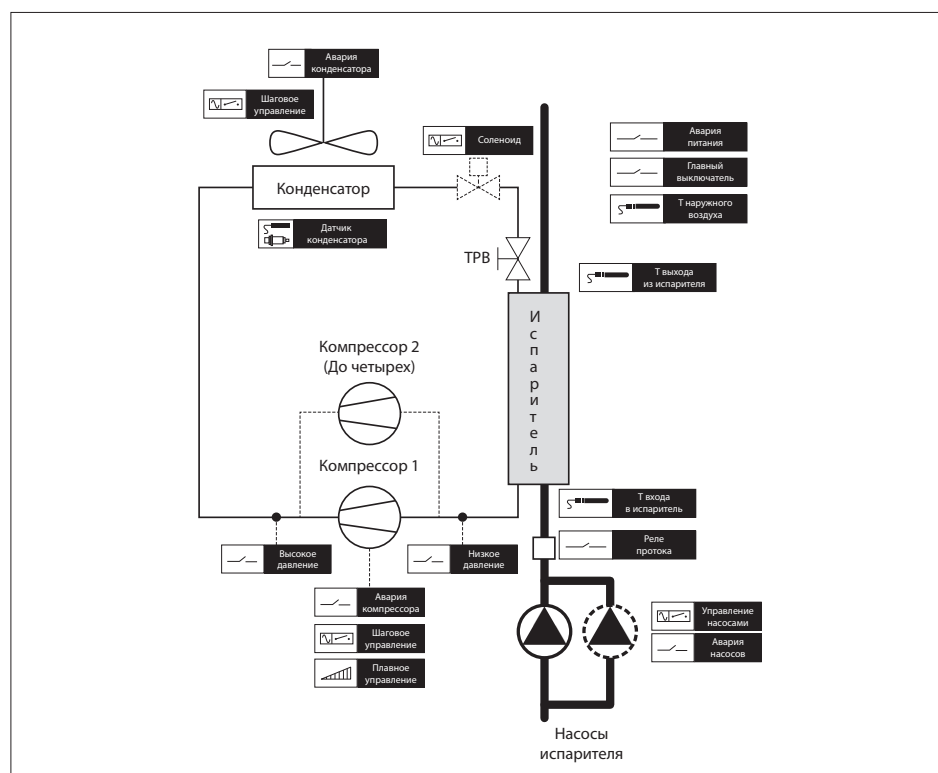 Авария
конденсатора
Шаговое
управление
Соленоид
Авария
питания
Главный
выключатель
Т наружного
воздуха
Конденсатор
Датчик
конденсатора
ТРВ
Т выхода
из испарителя
Испаритель
Компрессор 2
(До четырех)
Компрессор 1
Т входа
в испаритель
Реле
протока
Высокое
давление
Низкое
давление
Авария
компрессора
Шаговое
управление
Плавное
управление
Управление
насосами
Авария
насосов
Насосы
испарителя